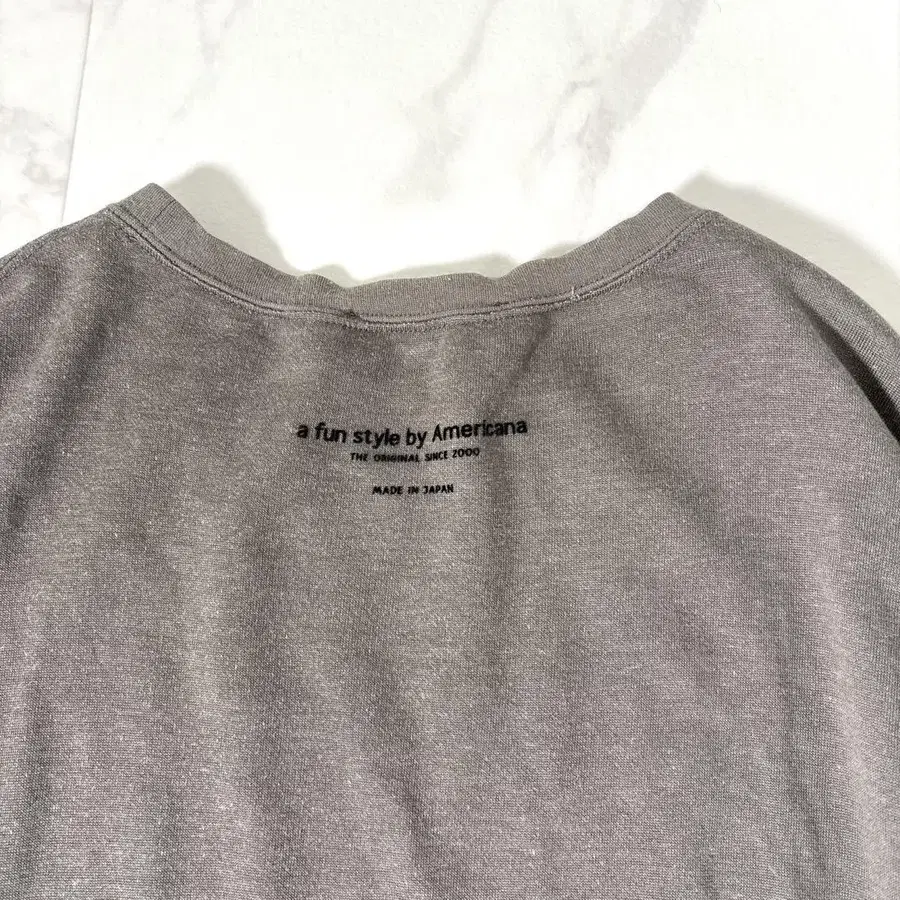 a fun style by Americana
THE ORIGINAL SINCE 2000
MADE IN JAPAN